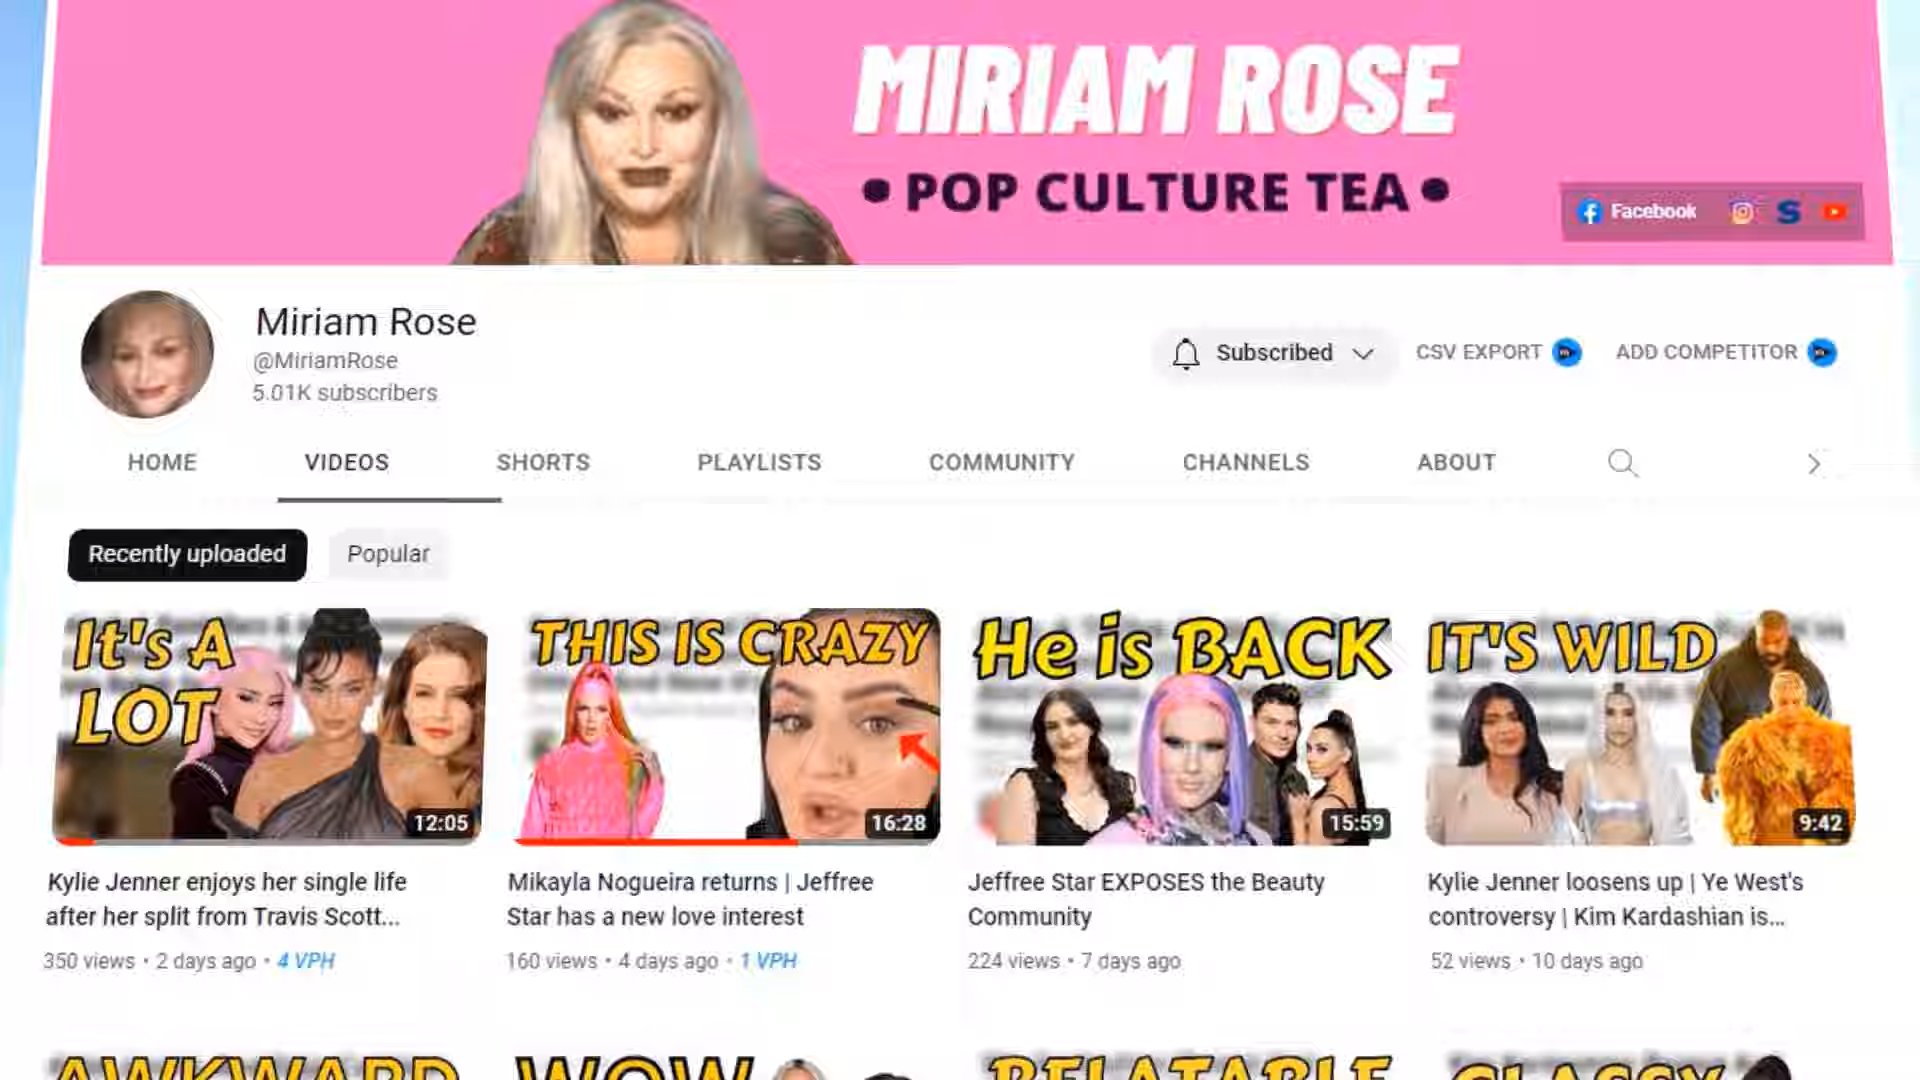 MIRIAM ROSE
• POP CULTURE TEA •
Facebook
Miriam Rose
@MiriamRose
5.01K subscribers
Subscribed
CSV EXPORT
ADD COMPETITOR
HOME VIDEOS SHORTS PLAYLISTS COMMUNITY CHANNELS ABOUT
Recently uploaded Popular
It's A
LOT
12:05
THIS IS CRAZY
16:28
He is BACK
15:59
IT'S WILD
9:42
Kylie Jenner enjoys her single life
after her split from Travis Scott...
350 views • 2 days ago • 4 VPH
Mikayla Nogueira returns | Jeffree
Star has a new love interest
160 views • 4 days ago • 1 VPH
Jeffree Star EXPOSES the Beauty
Community
224 views • 7 days ago
Kylie Jenner loosens up | Ye West's
controversy | Kim Kardashian is...
52 views • 10 days ago
AWKWARD
WOW
RELATABLE
CLASSY